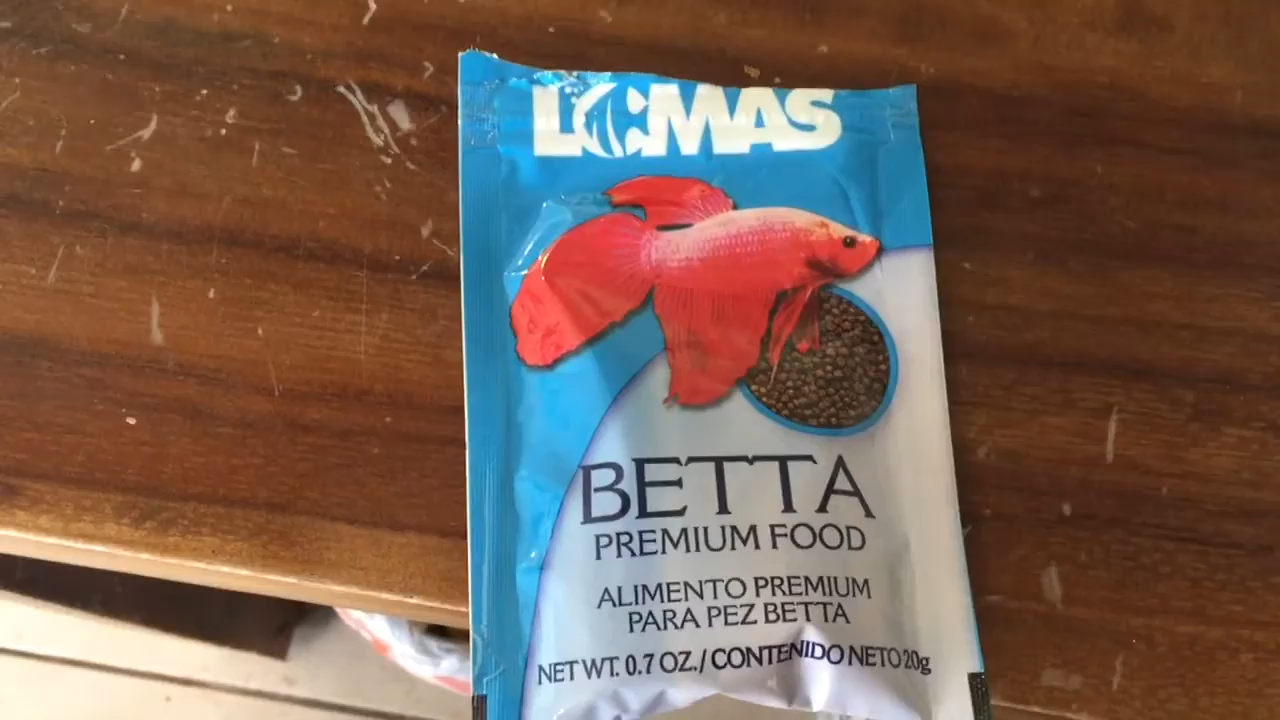 LOMAS
BETTA
PREMIUM FOOD
ALIMENTO PREMIUM
PARA PEZ BETTA
NET WT. 0.7 OZ./ CONTENIDO NETO 20g